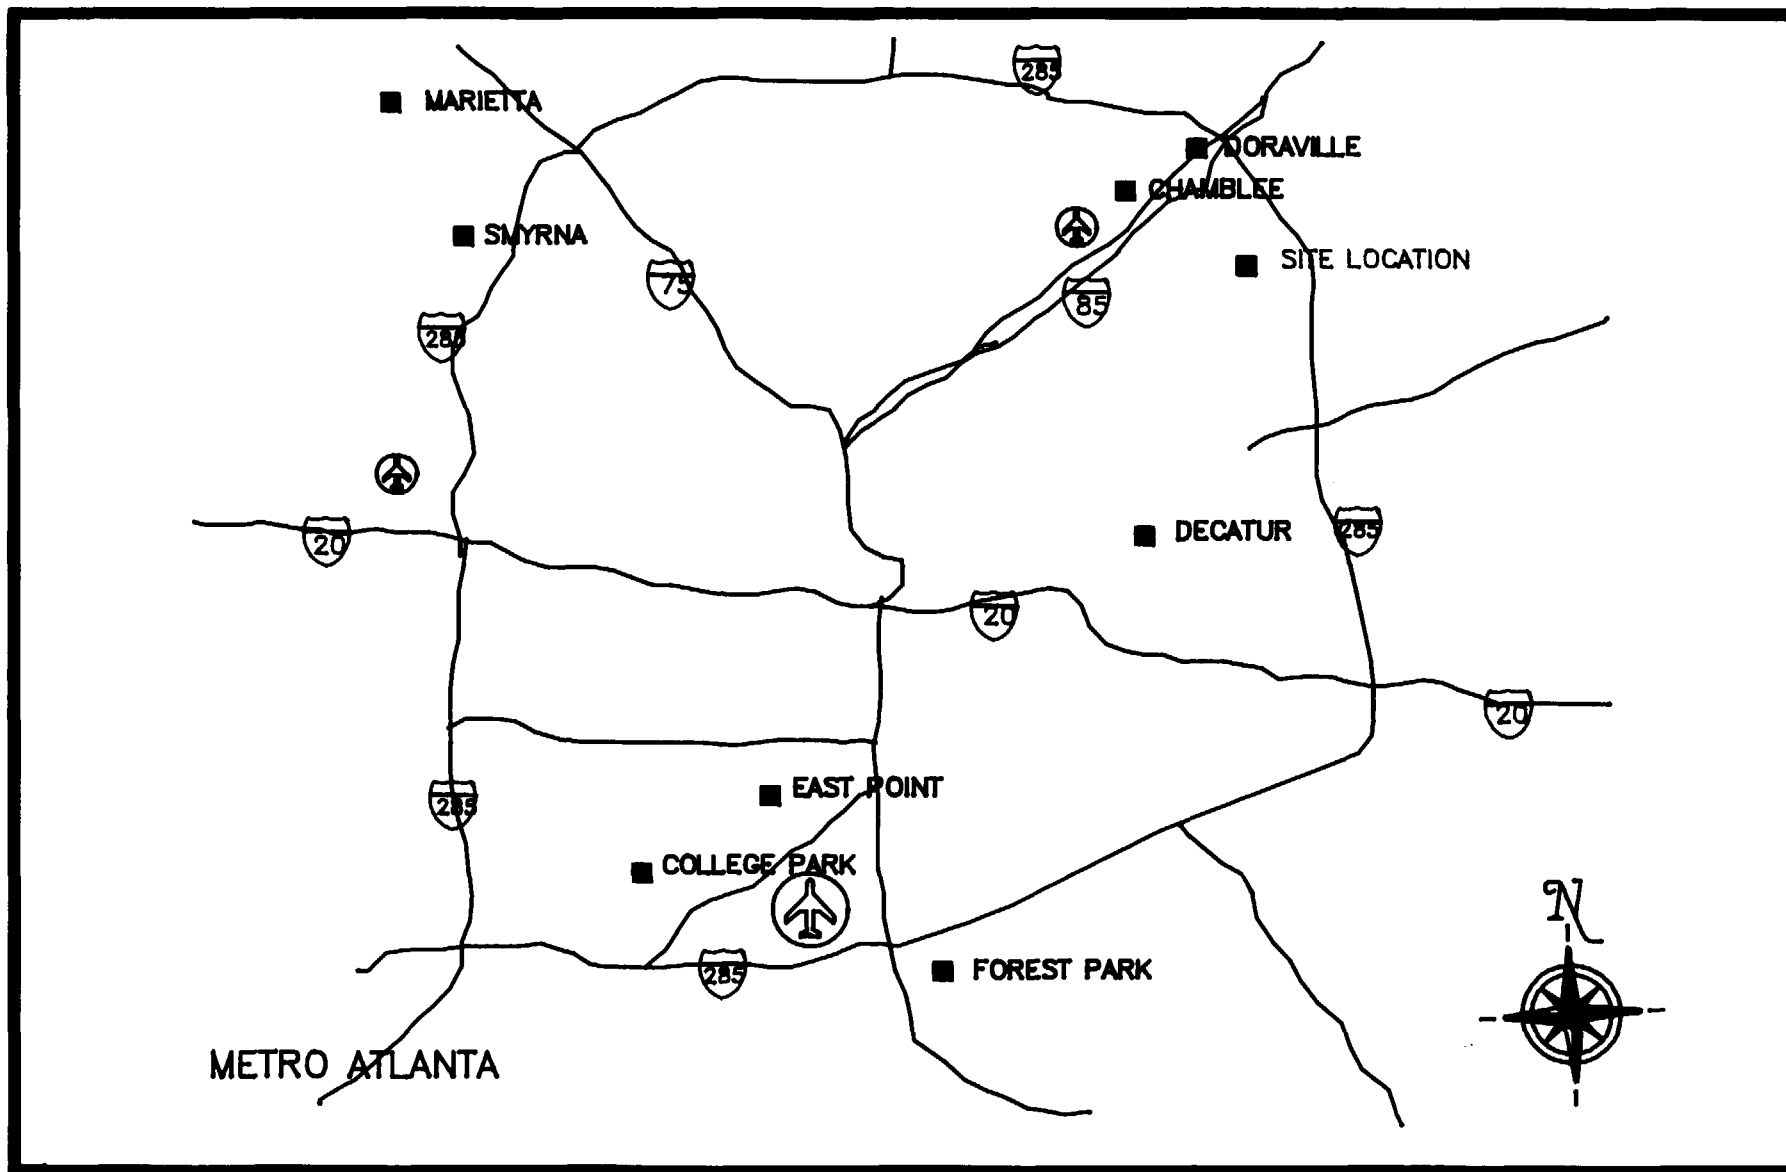 285
MARIETTA
DORAVILLE
CHAMBLEE
SMYRNA
SITE LOCATION
75
85
285
20
DECATUR
285
20
20
EAST POINT
285
COLLEGE PARK
N
285
FOREST PARK
METRO ATLANTA